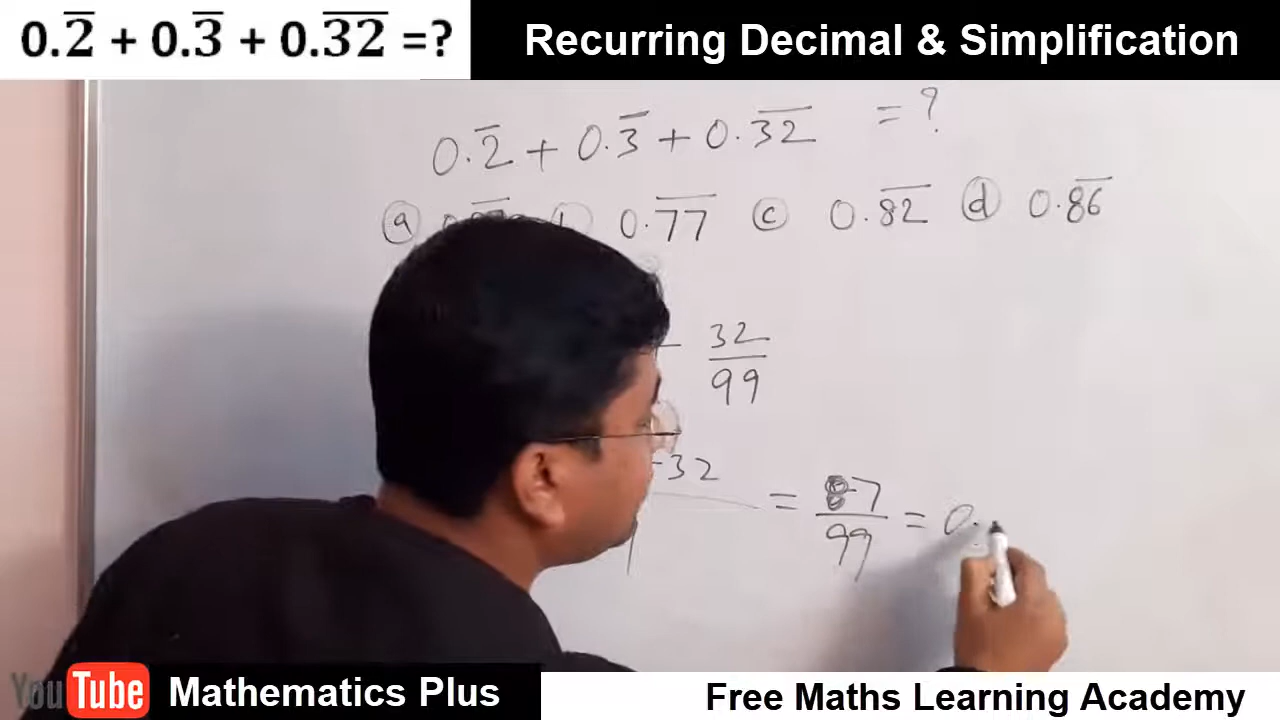 0.2̅ + 0.3̅ + 0.3̅2̅ =?
Recurring Decimal & Simplification
0.2̅ + 0.3̅ + 0.3̅2̅ = ?
ⓐ 0. ⓑ 0.7̅7̅ ⓒ 0.8̅2̅ ⓓ 0.8̅6̅
32/99
+32 = 87/99 = 0.
YouTube Mathematics Plus
Free Maths Learning Academy